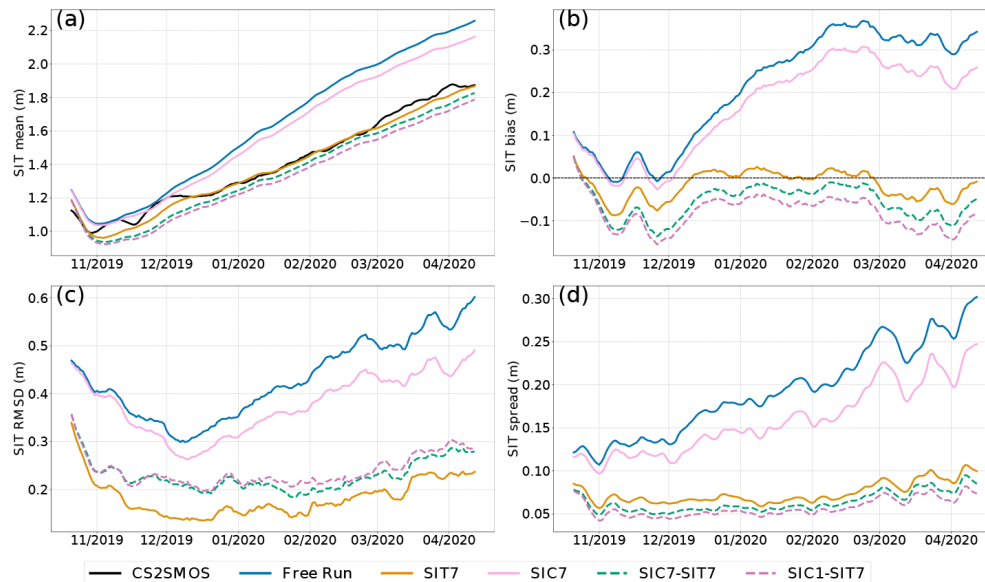 (a)
SIT mean (m)
2.2
2.0
1.8
1.6
1.4
1.2
1.0
11/2019 12/2019 01/2020 02/2020 03/2020 04/2020
(b)
SIT bias (m)
0.3
0.2
0.1
0.0
−0.1
11/2019 12/2019 01/2020 02/2020 03/2020 04/2020
(c)
SIT RMSD (m)
0.6
0.5
0.4
0.3
0.2
11/2019 12/2019 01/2020 02/2020 03/2020 04/2020
(d)
SIT spread (m)
0.30
0.25
0.20
0.15
0.10
0.05
11/2019 12/2019 01/2020 02/2020 03/2020 04/2020
CS2SMOS Free Run SIT7 SIC7 SIC7-SIT7 SIC1-SIT7